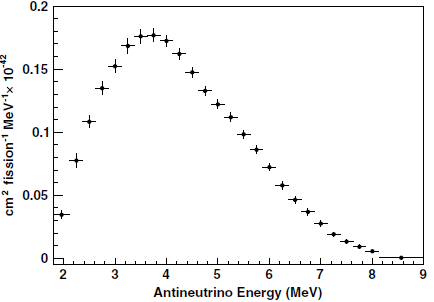 0.2
0.15
0.1
0.05
0
2 3 4 5 6 7 8 9
Antineutrino Energy (MeV)
cm² fission⁻¹ MeV⁻¹× 10⁻⁴²